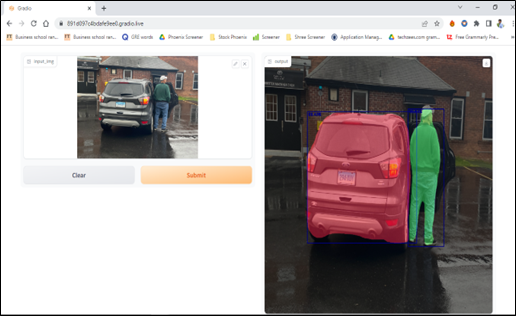 Gradio
891d097c4bdafe9ee0.gradio.live
Business school ran...
Business school ran...
GRE words
Phoenix Screener
Stock Phoenix
Screener
Stree Screener
Application Manag...
techsees.com gram...
Free Grammarly Pre...
input_img
output
Clear
Submit